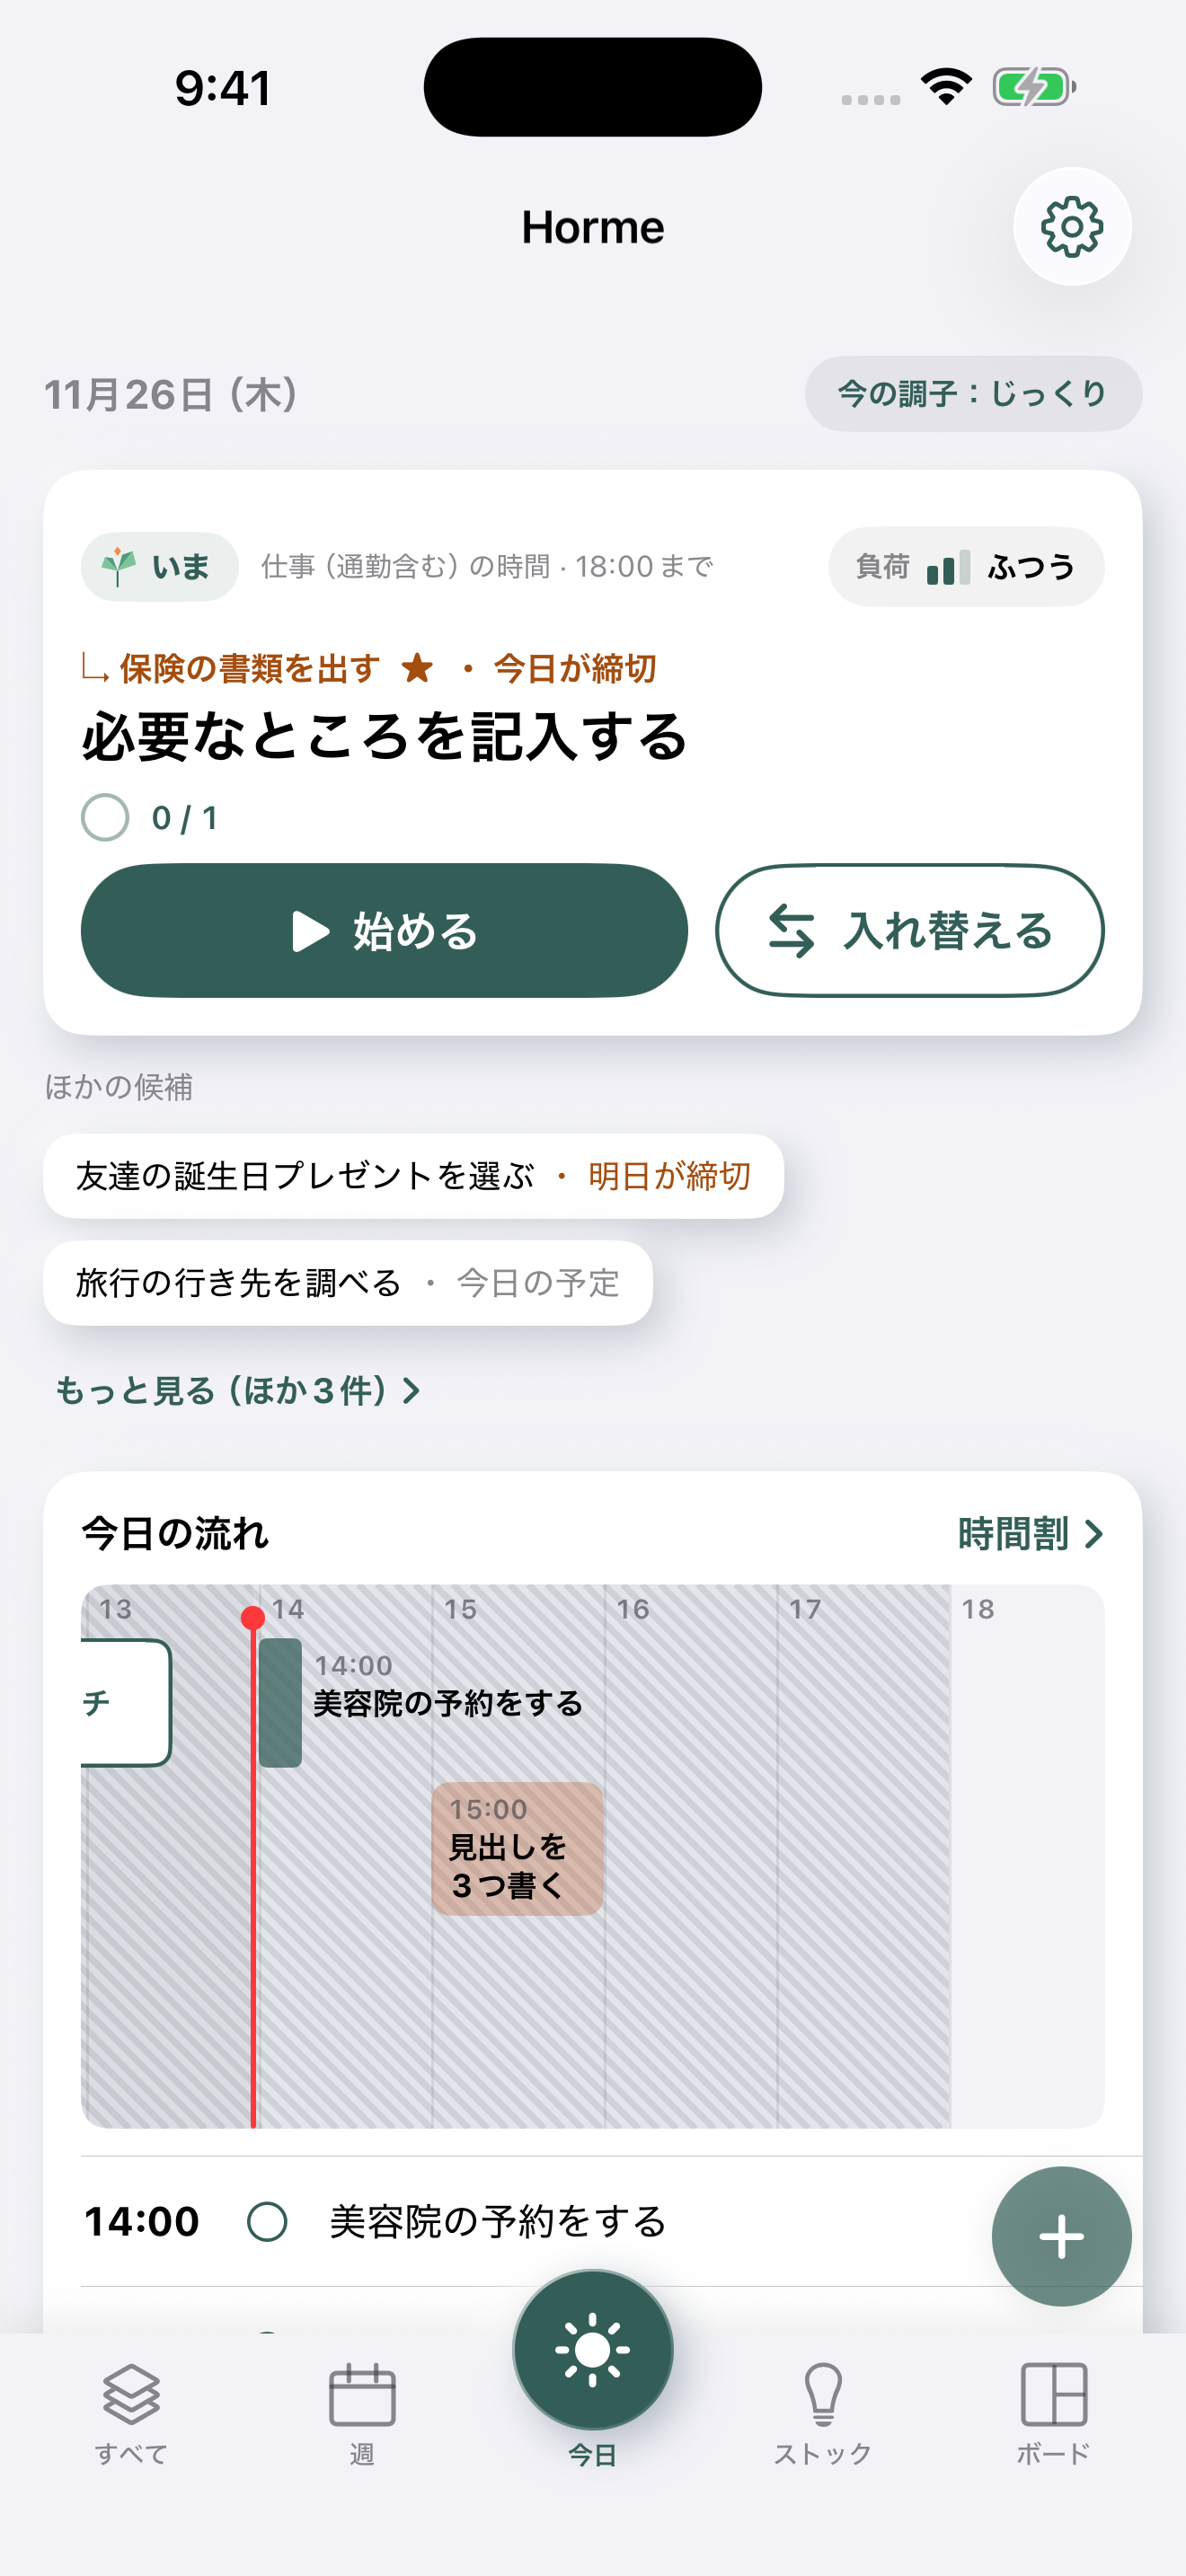 9:41
Horme
11月26日（木）
今の調子：じっくり
いま
仕事（通勤含む）の時間 · 18:00 まで
負荷 ふつう
保険の書類を出す ★ ・ 今日が締切
必要なところを記入する
0 / 1
始める
入れ替える
ほかの候補
友達の誕生日プレゼントを選ぶ ・ 明日が締切
旅行の行き先を調べる ・ 今日の予定
もっと見る（ほか 3 件）
今日の流れ
時間割
13 14 15 16 17 18
チ
14:00
美容院の予約をする
15:00
見出しを
3 つ書く
14:00 美容院の予約をする
すべて
週
今日
ストック
ボード